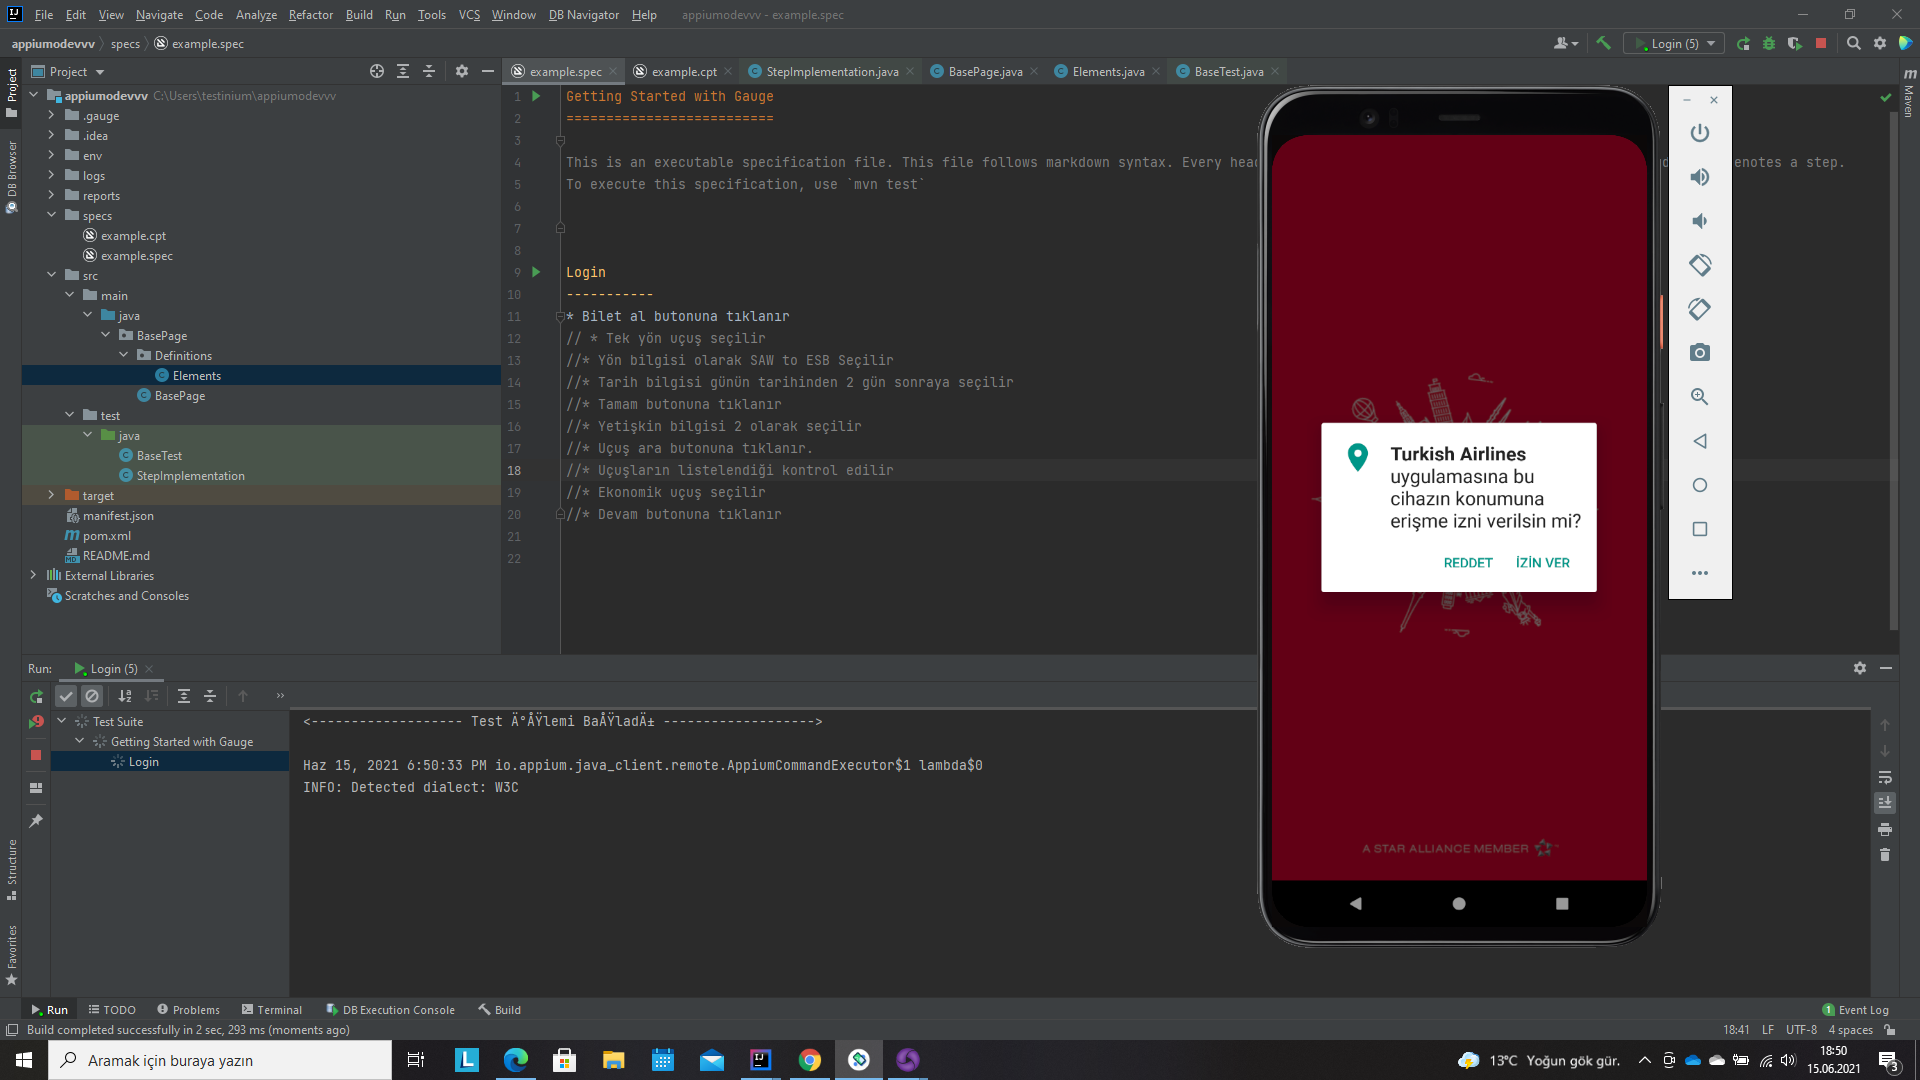 File Edit View Navigate Code Analyze Refactor Build Run Tools VCS Window DB Navigator Help appiumodevvv - example.spec
appiumodevvv specs example.spec
Login (5)
Project
Project
example.spec example.cpt StepImplementation.java BasePage.java Elements.java BaseTest.java
Maven
DB Browser
Structure
Favorites
appiumodevvv C:\Users\testinium\appiumodevvv
.gauge
.idea
env
logs
reports
specs
example.cpt
example.spec
src
main
java
BasePage
Definitions
Elements
BasePage
test
java
BaseTest
StepImplementation
target
manifest.json
pom.xml
README.md
External Libraries
Scratches and Consoles
1 Getting Started with Gauge
2 ==========================
3
4 This is an executable specification file. This file follows markdown syntax. Every hea enotes a step.
5 To execute this specification, use `mvn test`
6
7
8
9 Login
10 -----------
11 * Bilet al butonuna tıklanır
12 // * Tek yön uçuş seçilir
13 //* Yön bilgisi olarak SAW to ESB Seçilir
14 //* Tarih bilgisi günün tarihinden 2 gün sonraya seçilir
15 //* Tamam butonuna tıklanır
16 //* Yetişkin bilgisi 2 olarak seçilir
17 //* Uçuş ara butonuna tıklanır.
18 //* Uçuşların listelendiği kontrol edilir
19 //* Ekonomik uçuş seçilir
20 //* Devam butonuna tıklanır
21
22
Turkish Airlines
uygulamasına bu
cihazın konumuna
erişme izni verilsin mi?
REDDET İZİN VER
A STAR ALLIANCE MEMBER
Run: Login (5)
Test Suite
Getting Started with Gauge
Login
<------------------- Test Ä°ÅŸlemi BaÅŸladÄ± ------------------->
Haz 15, 2021 6:50:33 PM io.appium.java_client.remote.AppiumCommandExecutor$1 lambda$0
INFO: Detected dialect: W3C
Run TODO Problems Terminal DB Execution Console Build 1 Event Log
Build completed successfully in 2 sec, 293 ms (moments ago) 18:41 LF UTF-8 4 spaces
Aramak için buraya yazın
13°C Yoğun gök gür.
18:50
15.06.2021
3